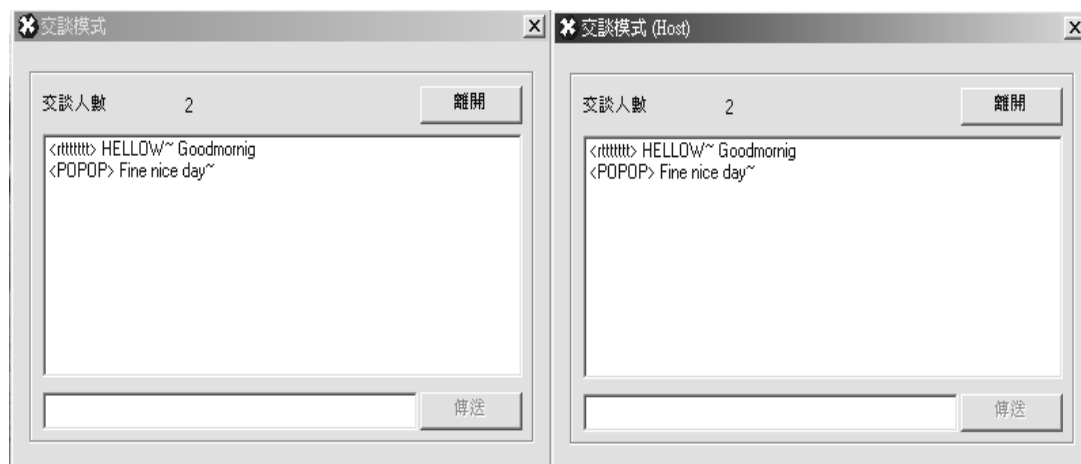 交談模式
交談人數 2 離開
<rttttttt> HELLOW~ Goodmornig
<POPOP> Fine nice day~
傳送
交談模式 (Host)
交談人數 2 離開
<rttttttt> HELLOW~ Goodmornig
<POPOP> Fine nice day~
傳送